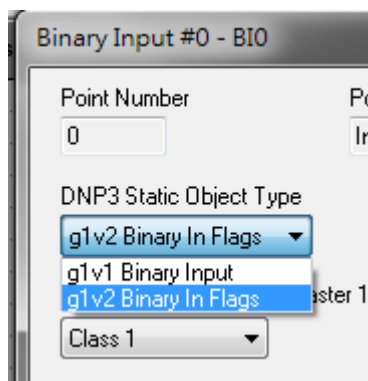 Binary Input #0 - BI0
Point Number
0
DNP3 Static Object Type
g1v2 Binary In Flags
g1v1 Binary Input
g1v2 Binary In Flags
Class 1